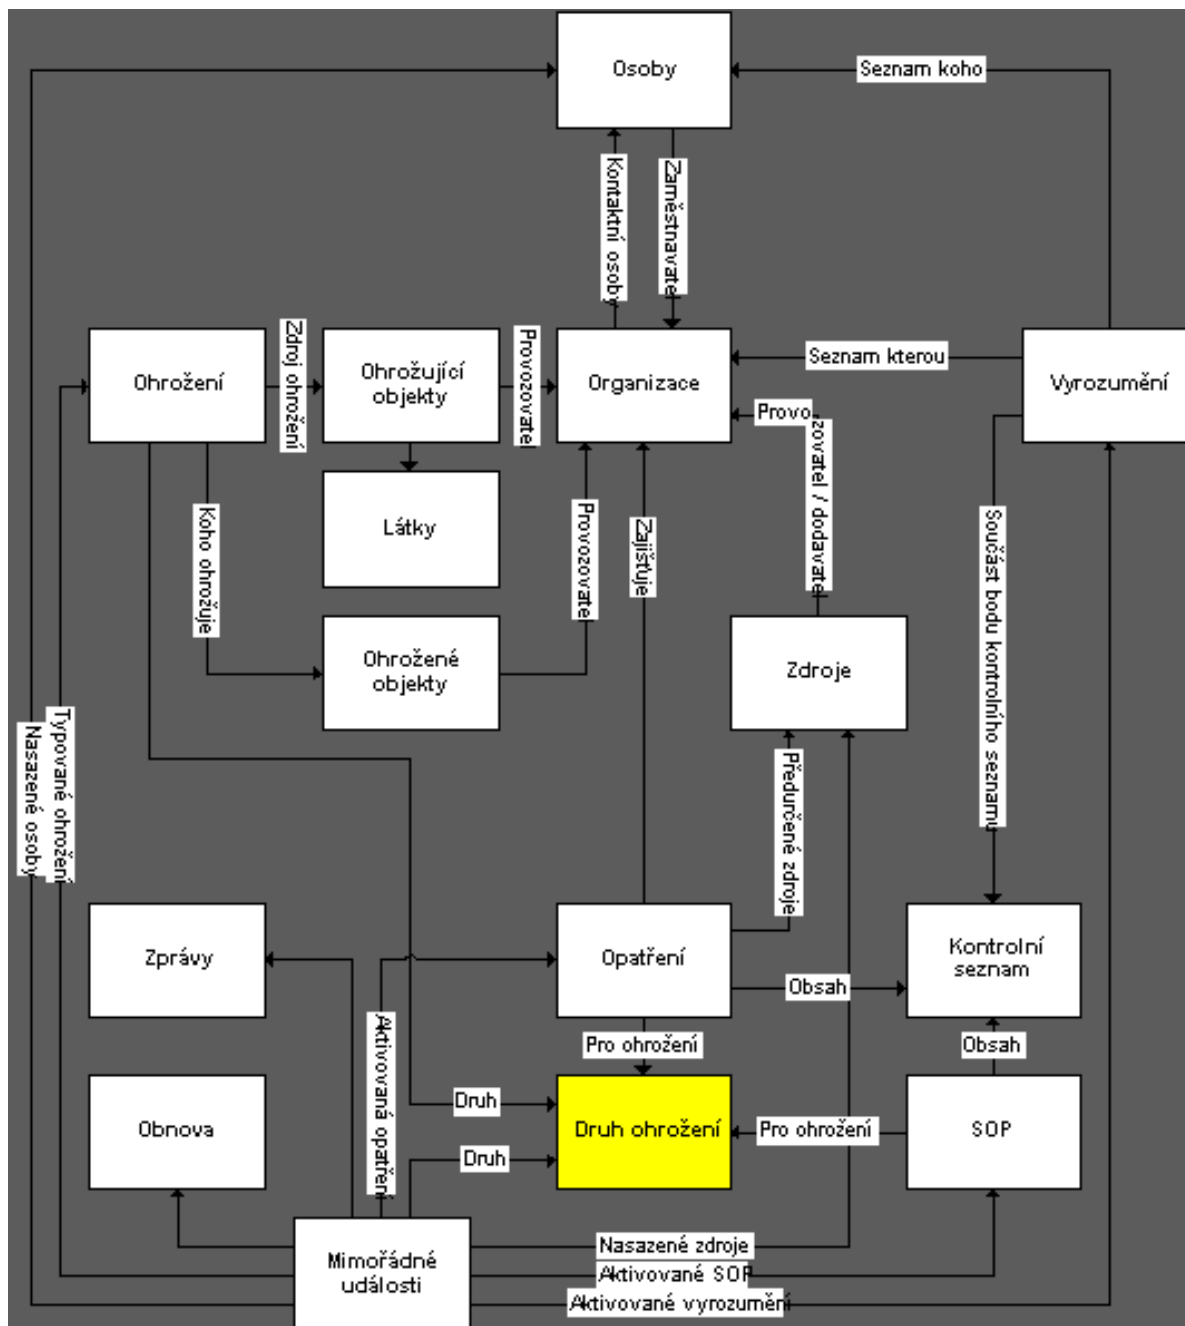 Osoby
Seznam koho
Kontaktní osoby
Zaměstnavatel
Ohrožení
Zdroj ohrožení
Ohrožující
objekty
Provozovatel
Organizace
Seznam kterou
Vyrozumění
Provozovatel / dodavatel
Látky
Koho ohrožuje
Provozovatel
Zajišťuje
Součást bodu kontrolního seznamu
Ohrožené
objekty
Zdroje
Nasazené osoby
Typované ohrožení
Předurčené zdroje
Zprávy
Opatření
Kontrolní
seznam
Obsah
Aktivovaná opatření
Pro ohrožení
Obsah
Obnova
Druh
Druh ohrožení
Pro ohrožení
SOP
Druh
Mimořádné
události
Nasazené zdroje
Aktivované SOP
Aktivované vyrozumění